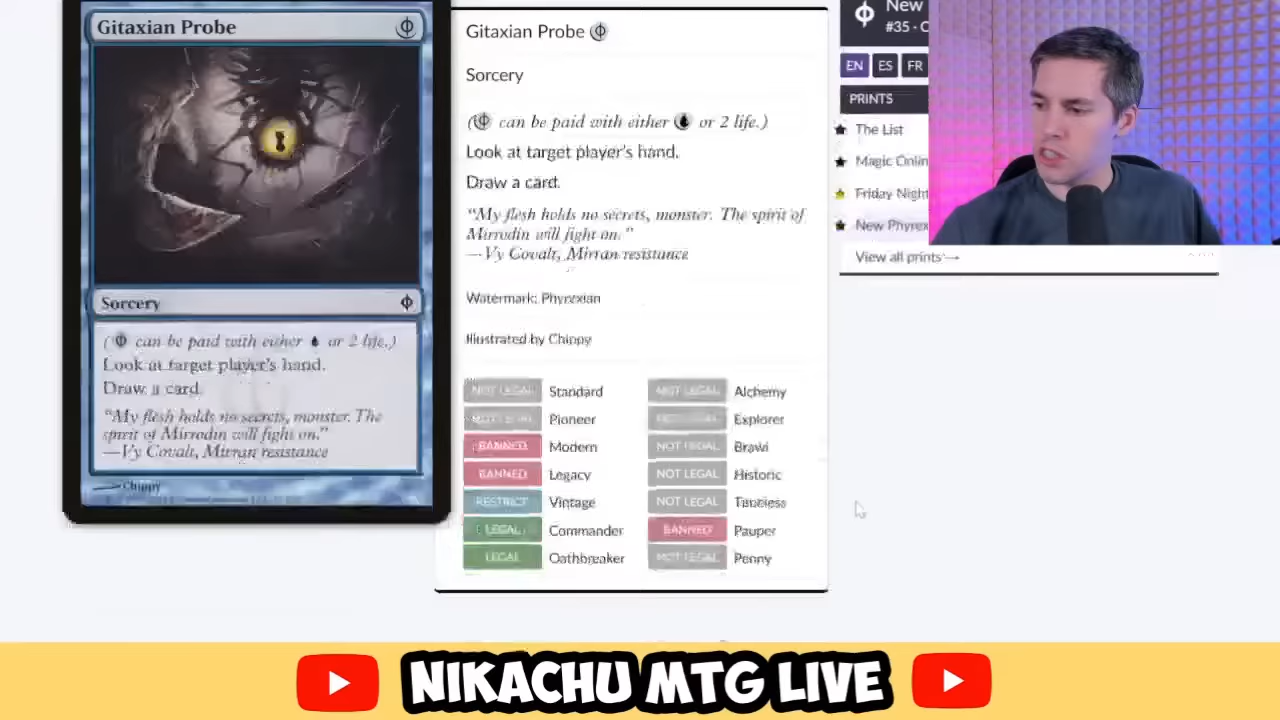 Gitaxian Probe
Sorcery
( can be paid with either or 2 life.)
Look at target player's hand.
Draw a card.
"My flesh holds no secrets, monster. The
spirit of Mirrodin will fight on."
—Vy Covalt, Mirran resistance
Chippy
Gitaxian Probe
Sorcery
( can be paid with either or 2 life.)
Look at target player's hand.
Draw a card.
"My flesh holds no secrets, monster. The spirit of
Mirrodin will fight on."
—Vy Covalt, Mirran resistance
Watermark: Phyrexian
Illustrated by Chippy
NOT LEGAL Standard NOT LEGAL Alchemy
NOT LEGAL Pioneer NOT LEGAL Explorer
BANNED Modern NOT LEGAL Brawl
BANNED Legacy NOT LEGAL Historic
RESTRICT Vintage NOT LEGAL Timeless
LEGAL Commander BANNED Pauper
LEGAL Oathbreaker NOT LEGAL Penny
New
#35 · C
EN ES FR
PRINTS
The List
Magic Onlin
Friday Night
New Phyrex
View all prints →
NIKACHU MTG LIVE